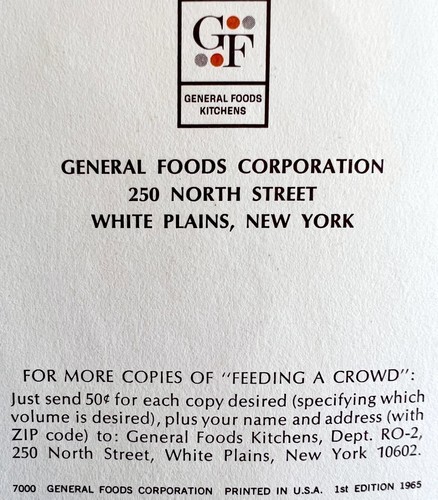 GF
GENERAL FOODS
KITCHENS
GENERAL FOODS CORPORATION
250 NORTH STREET
WHITE PLAINS, NEW YORK
FOR MORE COPIES OF "FEEDING A CROWD":
Just send 50¢ for each copy desired (specifying which
volume is desired), plus your name and address (with
ZIP code) to: General Foods Kitchens, Dept. RO-2,
250 North Street, White Plains, New York 10602.
7000 GENERAL FOODS CORPORATION PRINTED IN U.S.A. 1st EDITION 1965